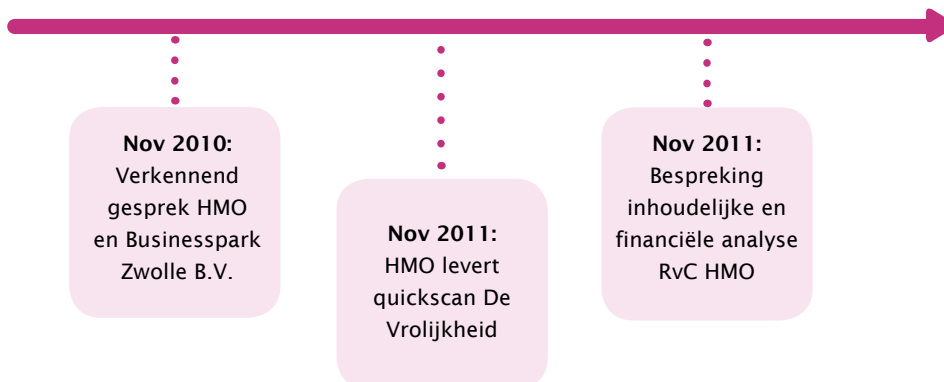 Nov 2010:
Verkennend
gesprek HMO
en Businesspark
Zwolle B.V.
Nov 2011:
HMO levert
quickscan De
Vrolijkheid
Nov 2011:
Bespreking
inhoudelijke en
financiële analyse
RvC HMO